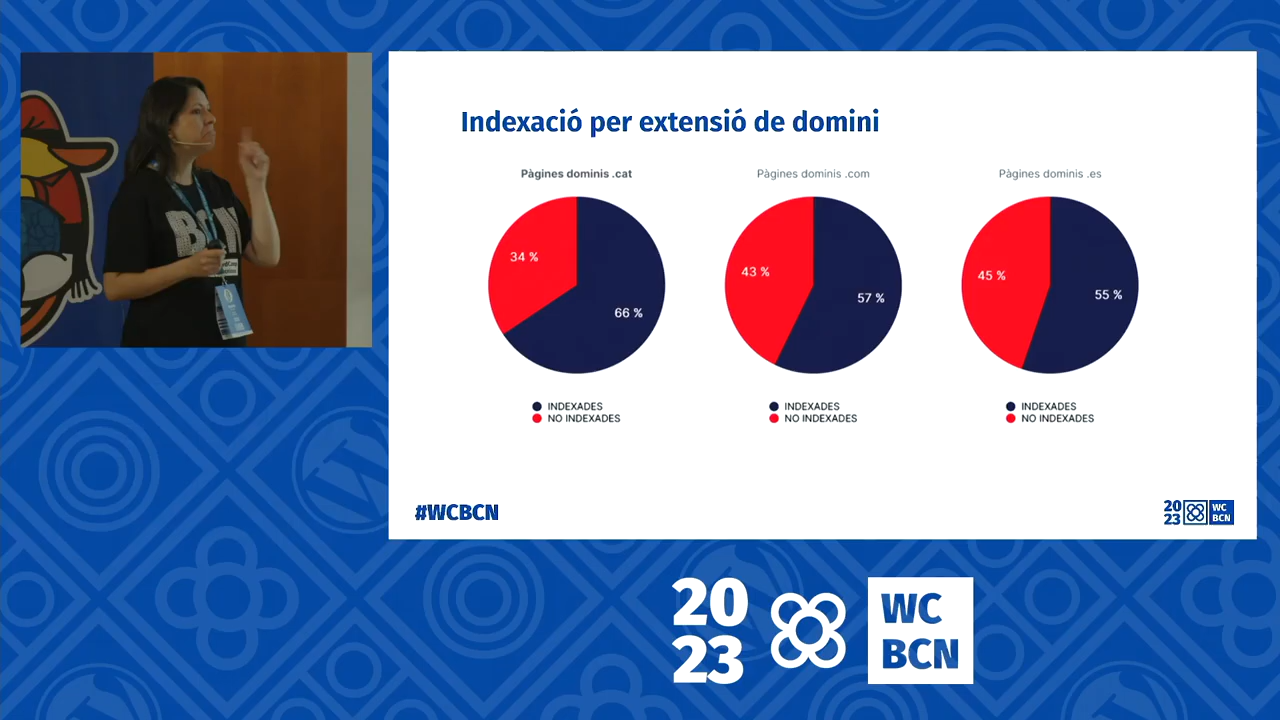 Indexació per extensió de domini
Pàgines dominis .cat
Pàgines dominis .com
Pàgines dominis .es
34 %
66 %
43 %
57 %
45 %
55 %
INDEXADES
NO INDEXADES
INDEXADES
NO INDEXADES
INDEXADES
NO INDEXADES
#WCBCN
20
23
WC
BCN
20
23
WC
BCN
BCN